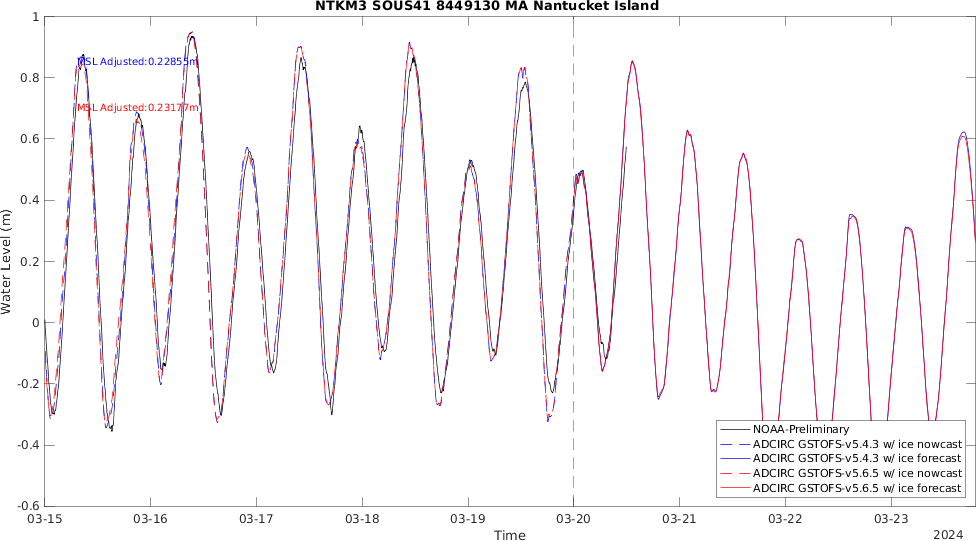 NTKM3 SOUS41 8449130 MA Nantucket Island
1
0.8
0.6
0.4
0.2
0
-0.2
-0.4
-0.6
Water Level (m)
MSL Adjusted:0.22855m
MSL Adjusted:0.23177m
NOAA-Preliminary
ADCIRC GSTOFS-v5.4.3 w/ ice nowcast
ADCIRC GSTOFS-v5.4.3 w/ ice forecast
ADCIRC GSTOFS-v5.6.5 w/ ice nowcast
ADCIRC GSTOFS-v5.6.5 w/ ice forecast
03-15 03-16 03-17 03-18 03-19 03-20 03-21 03-22 03-23
Time
2024